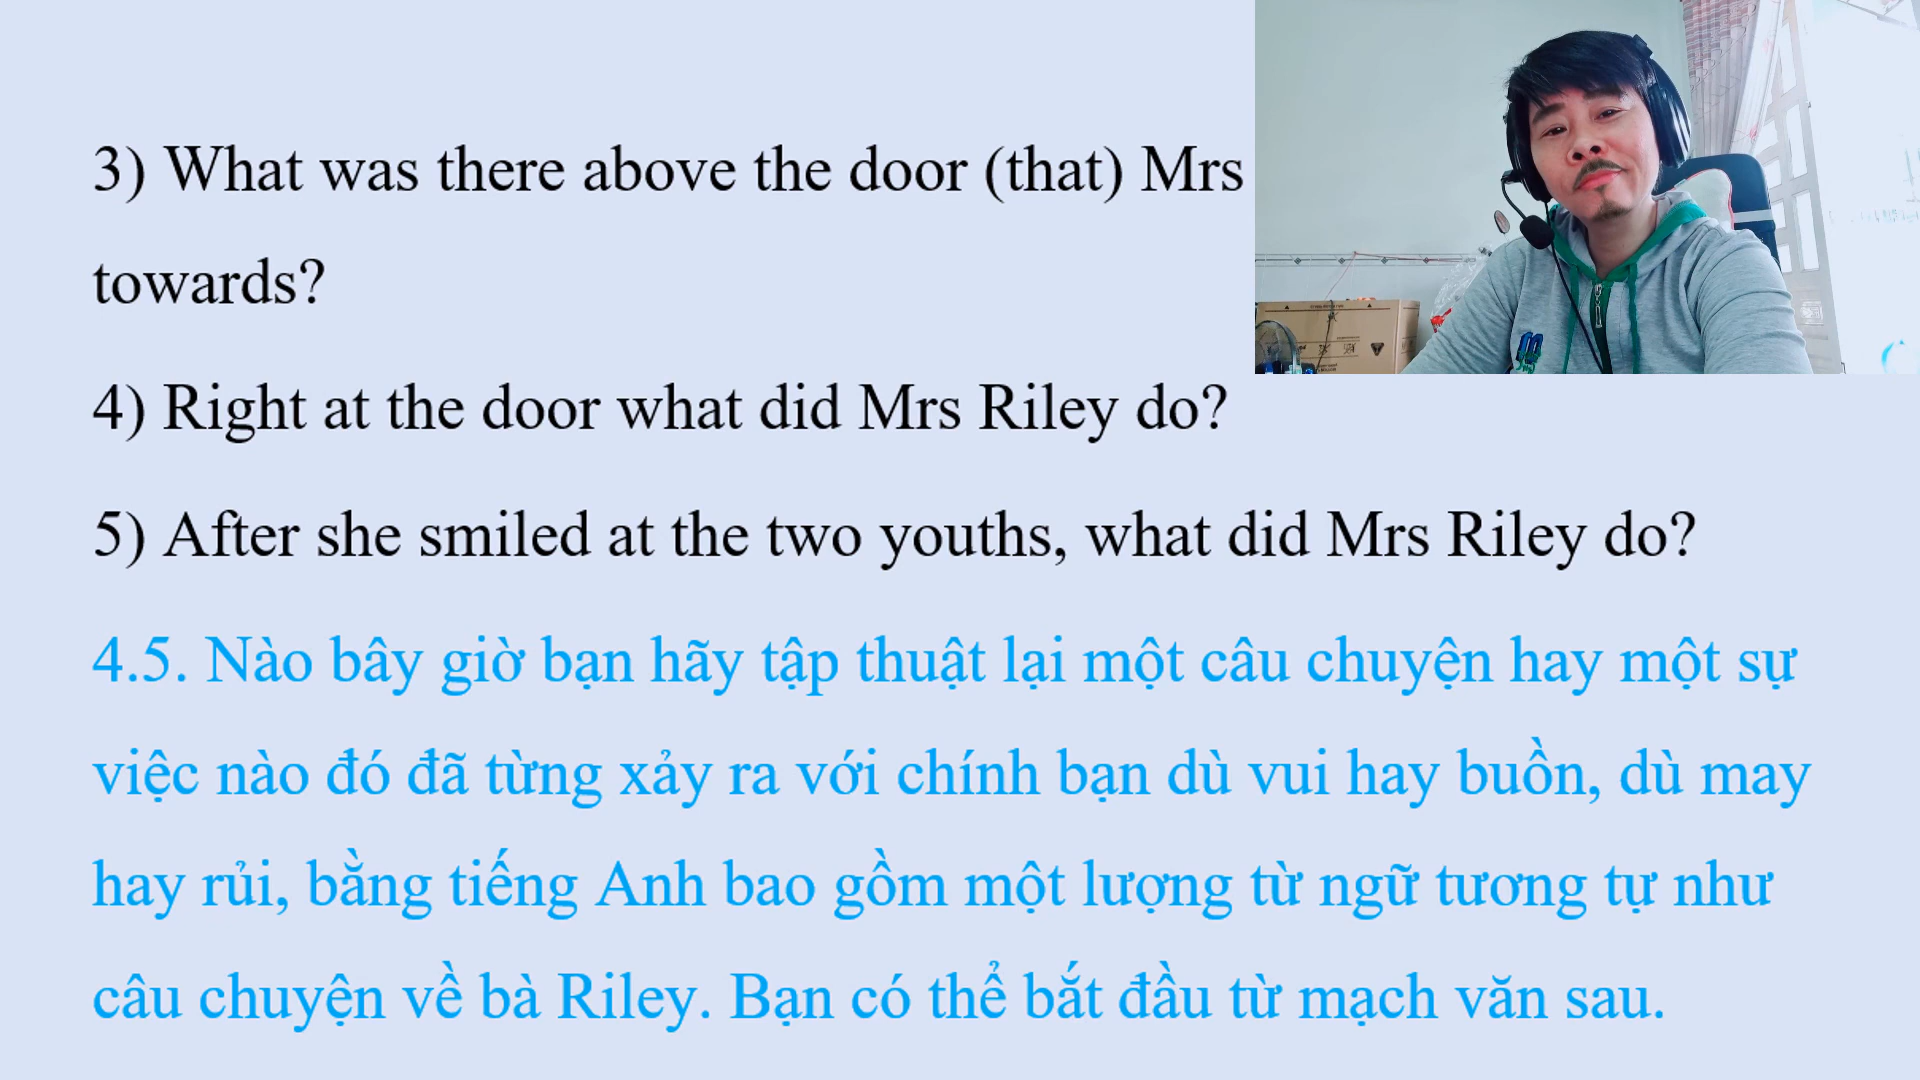 3) What was there above the door (that) Mrs
towards?
4) Right at the door what did Mrs Riley do?
5) After she smiled at the two youths, what did Mrs Riley do?
4.5. Nào bây giờ bạn hãy tập thuật lại một câu chuyện hay một sự
việc nào đó đã từng xảy ra với chính bạn dù vui hay buồn, dù may
hay rủi, bằng tiếng Anh bao gồm một lượng từ ngữ tương tự như
câu chuyện về bà Riley. Bạn có thể bắt đầu từ mạch văn sau.